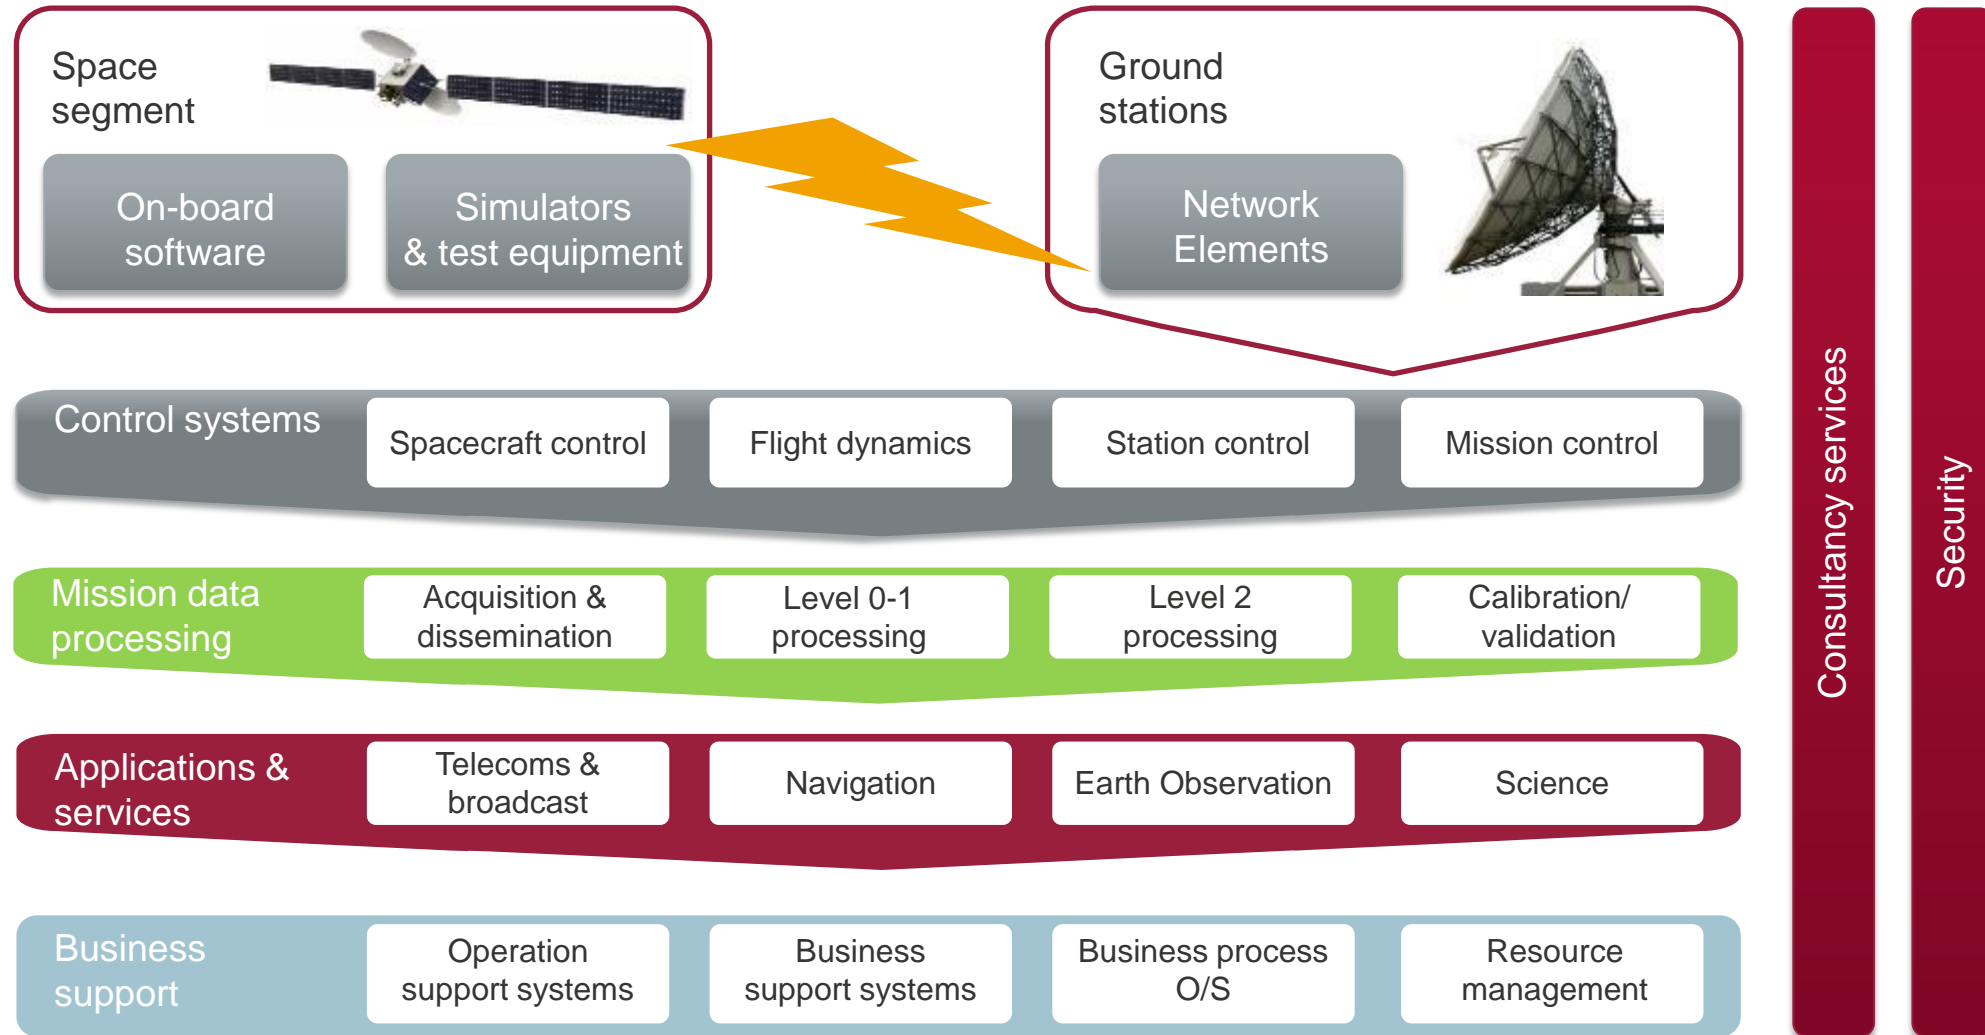 Space
segment
On-board
software
Simulators
& test equipment
Ground
stations
Network
Elements
Control systems
Spacecraft control
Flight dynamics
Station control
Mission control
Mission data
processing
Acquisition &
dissemination
Level 0-1
processing
Level 2
processing
Calibration/
validation
Applications &
services
Telecoms &
broadcast
Navigation
Earth Observation
Science
Business
support
Operation
support systems
Business
support systems
Business process
O/S
Resource
management
Consultancy services
Security